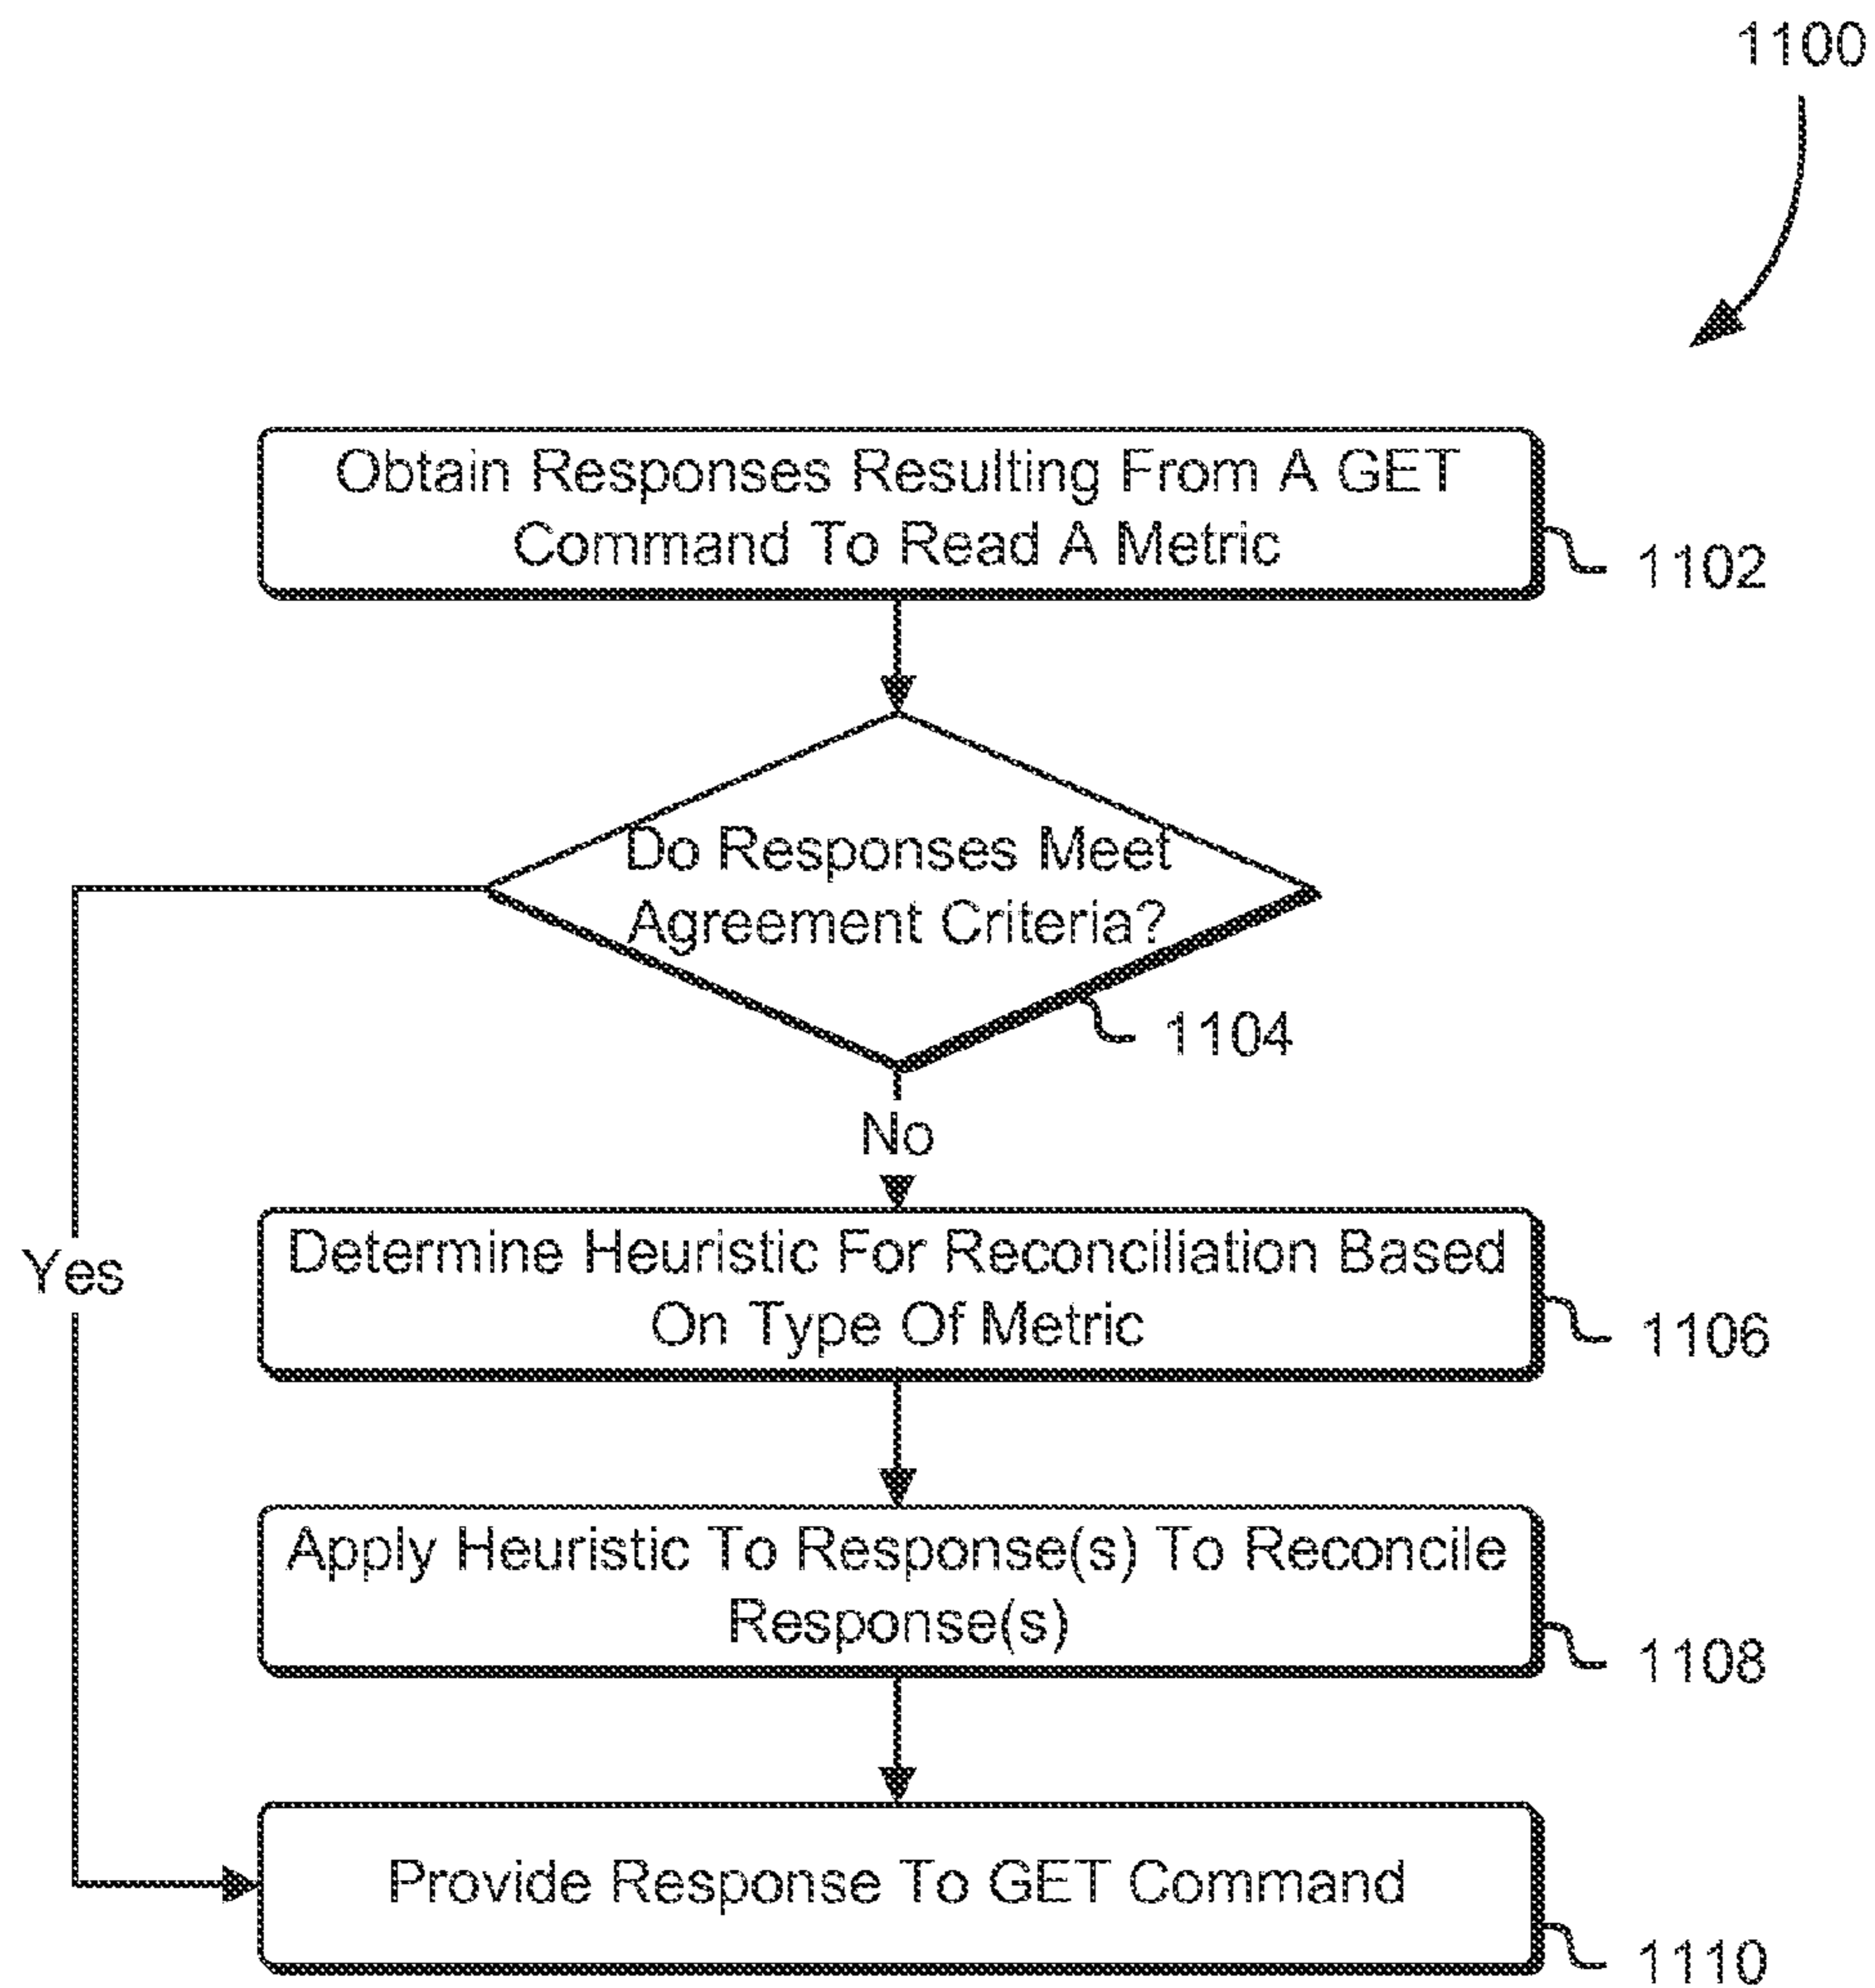 1100
Obtain Responses Resulting From A GET
Command To Read A Metric
1102
Do Responses Meet
Agreement Criteria?
1104
No
Yes
Determine Heuristic For Reconciliation Based
On Type Of Metric
1106
Apply Heuristic To Response(s) To Reconcile
Response(s)
1108
Provide Response To GET Command
1110